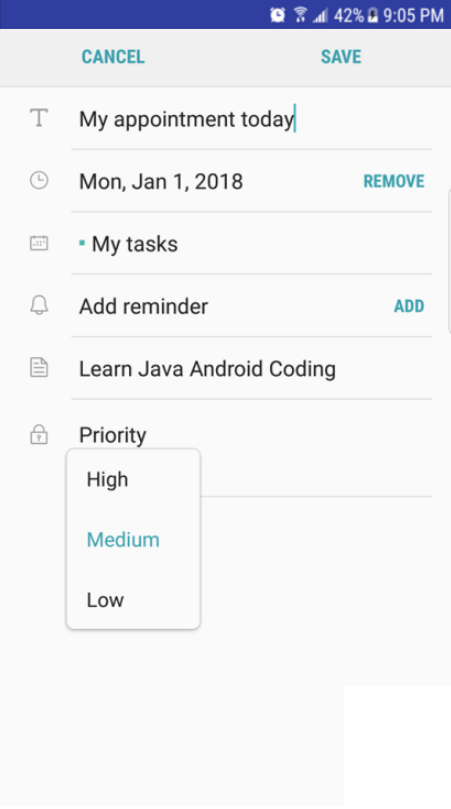 42% 9:05 PM
CANCEL SAVE
My appointment today
Mon, Jan 1, 2018 REMOVE
My tasks
Add reminder ADD
Learn Java Android Coding
Priority
High
Medium
Low